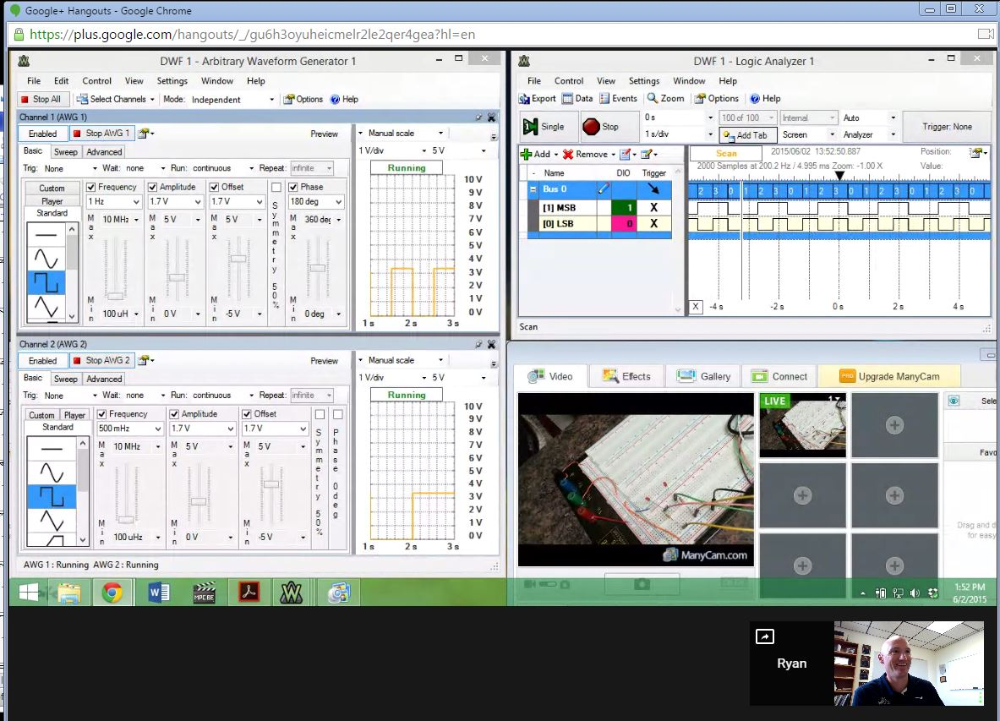 Google+ Hangouts - Google Chrome
https://plus.google.com/hangouts/_/gu6h3oyuheicmelr2le2qer4gea?hl=en
DWF 1 - Arbitrary Waveform Generator 1
File Edit Control View Settings Window Help
Stop All Select Channels Mode: Independent Options Help
Channel 1 (AWG 1)
Enabled Stop AWG 1 Preview
Basic Sweep Advanced
Trig: None Wait: none Run: continuous Repeat: infinite
Custom
Player
Standard
Frequency Amplitude Offset Phase
1 Hz 1.7 V 1.7 V 180 deg
Max 10 MHz Max 5 V Max 5 V Max 360 deg
Symmetry 50%
Min 100 uH Min 0 V Min -5 V Min 0 deg
Manual scale
1 V/div 5 V
Running
10 V
9 V
8 V
7 V
6 V
5 V
4 V
3 V
2 V
1 V
0 V
1 s 2 s 3 s
Channel 2 (AWG 2)
Enabled Stop AWG 2 Preview
Basic Sweep Advanced
Trig: None Wait: none Run: continuous Repeat: infinite
Custom Player
Standard
Frequency Amplitude Offset
500 mHz 1.7 V 1.7 V
Max 10 MHz Max 5 V Max 5 V
Symmetry 50%
Phase 0deg
Min 100 uHz Min 0 V Min -5 V
Manual scale
1 V/div 5 V
Running
10 V
9 V
8 V
7 V
6 V
5 V
4 V
3 V
2 V
1 V
0 V
1 s 2 s 3 s
AWG 1 : Running AWG 2 : Running
DWF 1 - Logic Analyzer 1
File Control View Settings Window Help
Export Data Events Zoom Options Help
Single Stop
0 s 100 of 100 Internal Auto
1 s/div Add Tab Screen Analyzer
Trigger: None
Add Remove
- Name DIO Trigger
Bus 0
[1] MSB 1 X
[0] LSB 0 X
Scan 2015/06/02 13:52:50.887 Position:
2000 Samples at 200.2 Hz / 4.995 ms Zoom: -1.00 X Value:
2 3 0 1 2 3 0 1 2 3 0 1 2 3 0 1 2 3 0
X -4 s -2 s 0 s 2 s 4 s
Scan
Video Effects Gallery Connect PRO Upgrade ManyCam
LIVE 1
Sele
Favo
Drag and d
for easy
ManyCam.com
MPC BE
1:52 PM
6/2/2015
Ryan